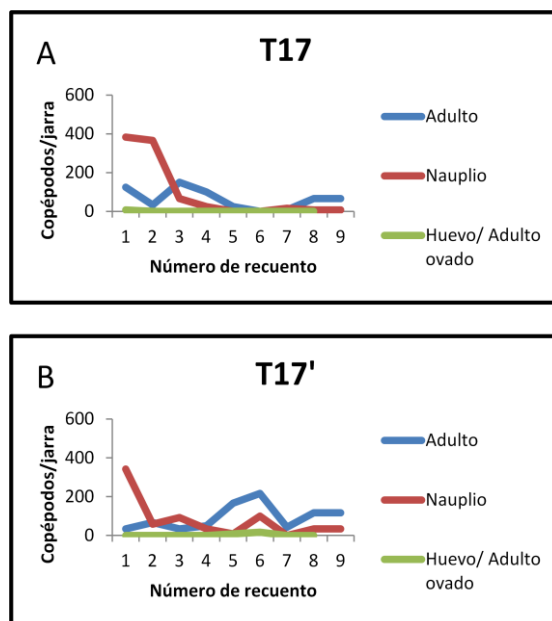 A
T17
600
400
200
0
Copépodos/jarra
1 2 3 4 5 6 7 8 9
Número de recuento
Adulto
Nauplio
Huevo/ Adulto
ovado
B
T17'
600
400
200
0
Copépodos/jarra
1 2 3 4 5 6 7 8 9
Número de recuento
Adulto
Nauplio
Huevo/ Adulto
ovado